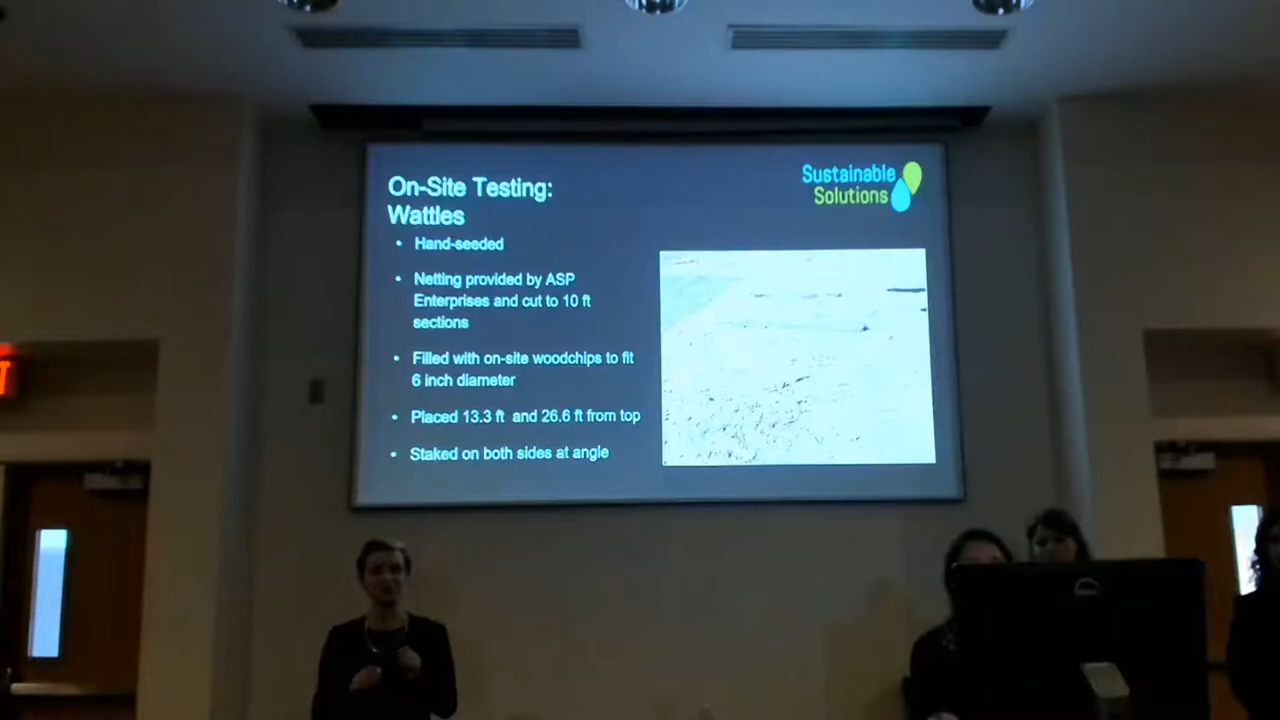 On-Site Testing:
Wattles
Sustainable
Solutions
• Hand-seeded
• Netting provided by ASP
Enterprises and cut to 10 ft
sections
• Filled with on-site woodchips to fit
6 inch diameter
• Placed 13.3 ft and 26.6 ft from top
• Staked on both sides at angle